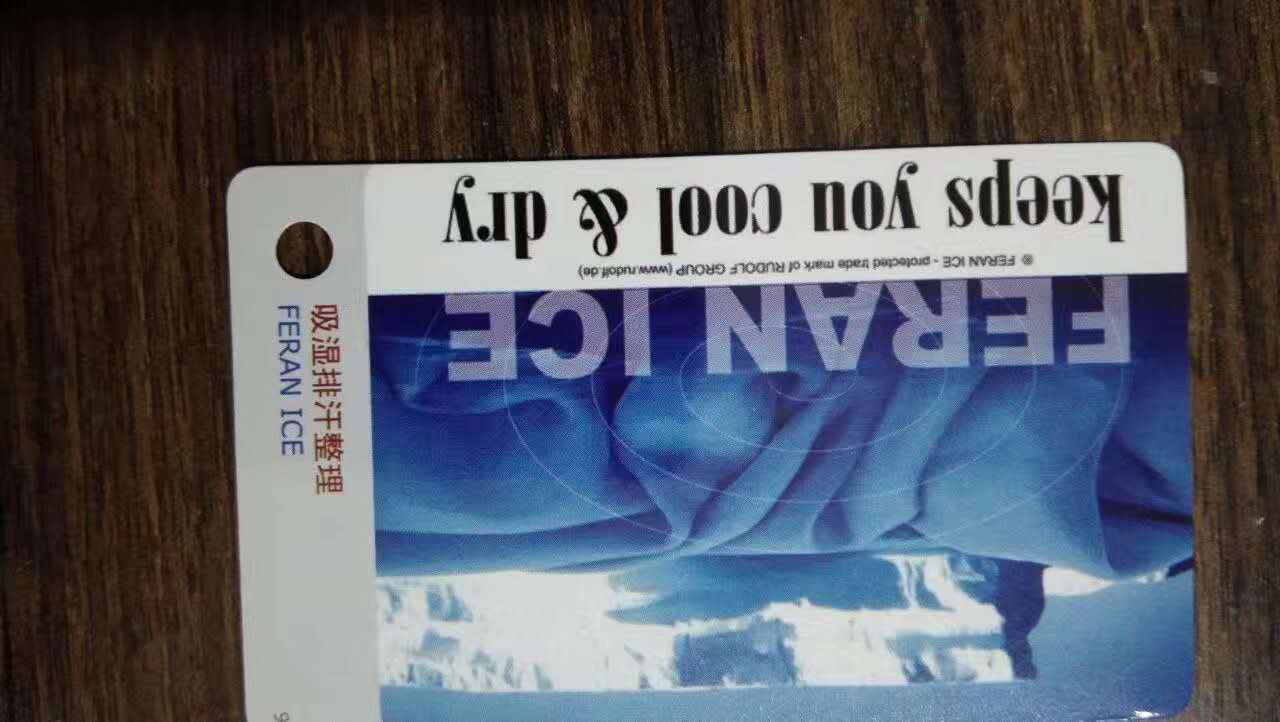 keeps you cool & dry
® FERAN ICE - protected trade mark of RUDOLF GROUP (www.rudolf.de)
FERAN ICE
吸湿排汗整理
FERAN ICE